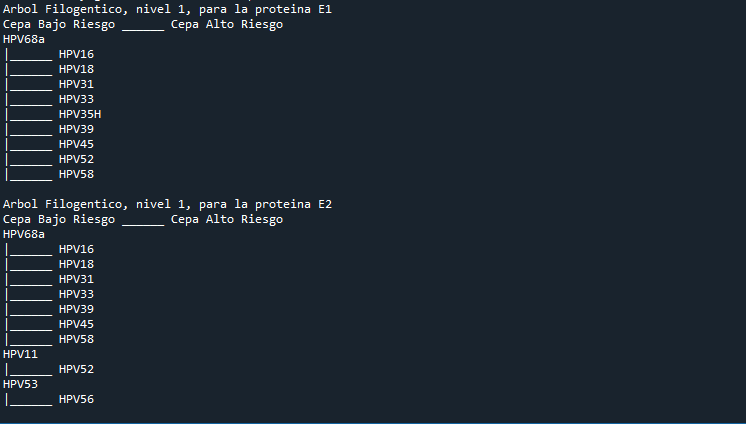 Arbol Filogentico, nivel 1, para la proteina E1
Cepa Bajo Riesgo ______ Cepa Alto Riesgo
HPV68a
|______ HPV16
|______ HPV18
|______ HPV31
|______ HPV33
|______ HPV35H
|______ HPV39
|______ HPV45
|______ HPV52
|______ HPV58
Arbol Filogentico, nivel 1, para la proteina E2
Cepa Bajo Riesgo ______ Cepa Alto Riesgo
HPV68a
|______ HPV16
|______ HPV18
|______ HPV31
|______ HPV33
|______ HPV39
|______ HPV45
|______ HPV58
HPV11
|______ HPV52
HPV53
|______ HPV56